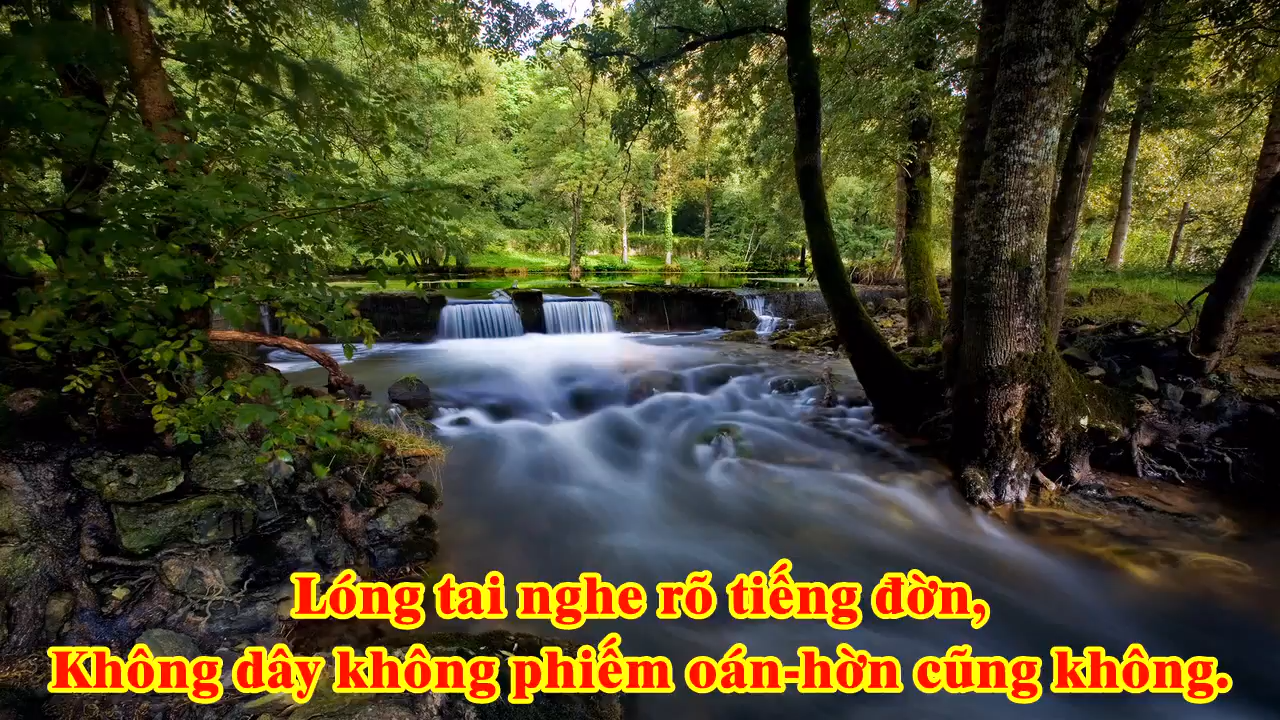 Lóng tai nghe rõ tiếng đờn,
Không dây không phiếm oán-hờn cũng không.